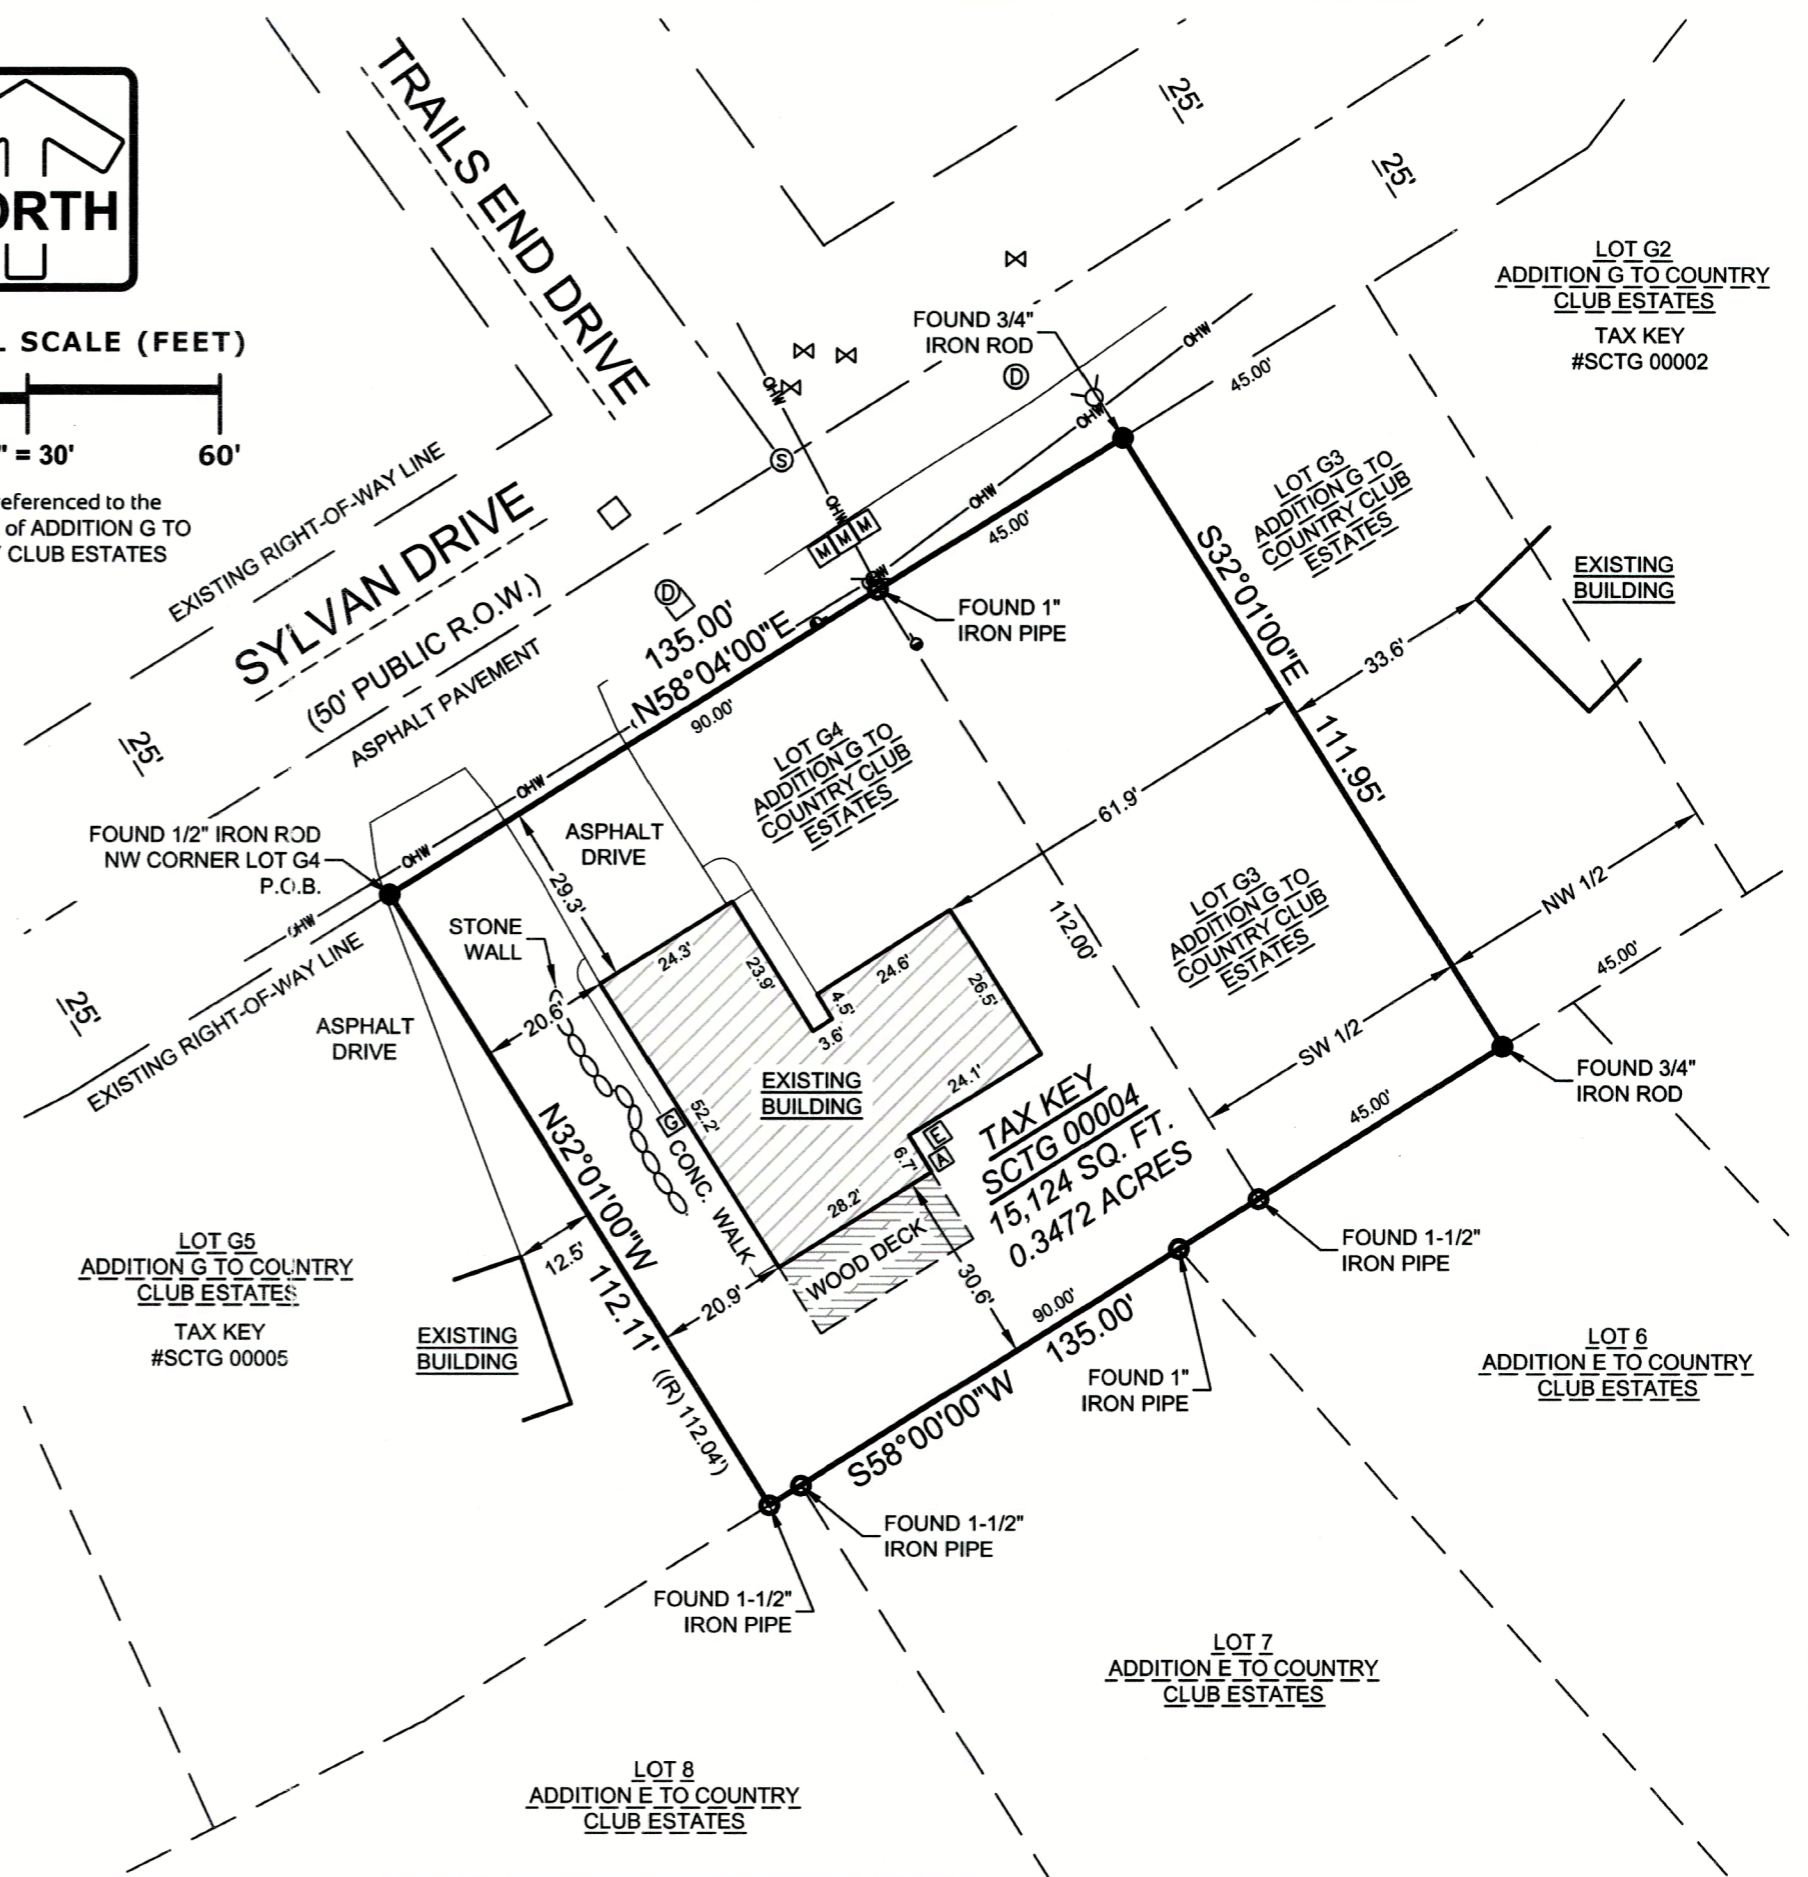 TRAILS END DRIVE
25'
25'
ORTH
L SCALE (FEET)
" = 30'
60'
eferenced to the
of ADDITION G TO
Y CLUB ESTATES
LOT G2
ADDITION G TO COUNTRY
CLUB ESTATES
TAX KEY
#SCTG 00002
FOUND 3/4"
IRON ROD
D
OHW
OHW
OHW
45.00'
EXISTING RIGHT-OF-WAY LINE
SYLVAN DRIVE
(50' PUBLIC R.O.W.)
ASPHALT PAVEMENT
S
OHW
M
M
M
OHW
45.00'
OHW
D
LOT G3
ADDITION G TO
COUNTRY CLUB
ESTATES
S32°01'00"E
111.95'
EXISTING
BUILDING
33.6'
FOUND 1"
IRON PIPE
135.00'
N58°04'00"E
90.00'
25'
LOT G4
ADDITION G TO
COUNTRY CLUB
ESTATES
61.9'
OHW
OHW
OHW
FOUND 1/2" IRON ROD
NW CORNER LOT G4
P.O.B.
ASPHALT
DRIVE
29.3'
STONE
WALL
24.3'
23.9'
4.5'
3.6'
24.6'
26.5'
112.00'
LOT G3
ADDITION G TO
COUNTRY CLUB
ESTATES
NW 1/2
45.00'
SW 1/2
25'
EXISTING RIGHT-OF-WAY LINE
ASPHALT
DRIVE
20.6'
EXISTING
BUILDING
24.1'
E
A
6.7'
28.2'
52.2'
G
CONC. WALK
WOOD DECK
TAX KEY
SCTG 00004
15,124 SQ. FT.
0.3472 ACRES
45.00'
FOUND 3/4"
IRON ROD
N32°01'00"W
112.11'
((R) 112.04')
12.5'
20.9'
30.6'
90.00'
135.00'
S58°00'00"W
FOUND 1-1/2"
IRON PIPE
FOUND 1"
IRON PIPE
LOT G5
ADDITION G TO COUNTRY
CLUB ESTATES
TAX KEY
#SCTG 00005
EXISTING
BUILDING
LOT 6
ADDITION E TO COUNTRY
CLUB ESTATES
FOUND 1-1/2"
IRON PIPE
FOUND 1-1/2"
IRON PIPE
LOT 7
ADDITION E TO COUNTRY
CLUB ESTATES
LOT 8
ADDITION E TO COUNTRY
CLUB ESTATES